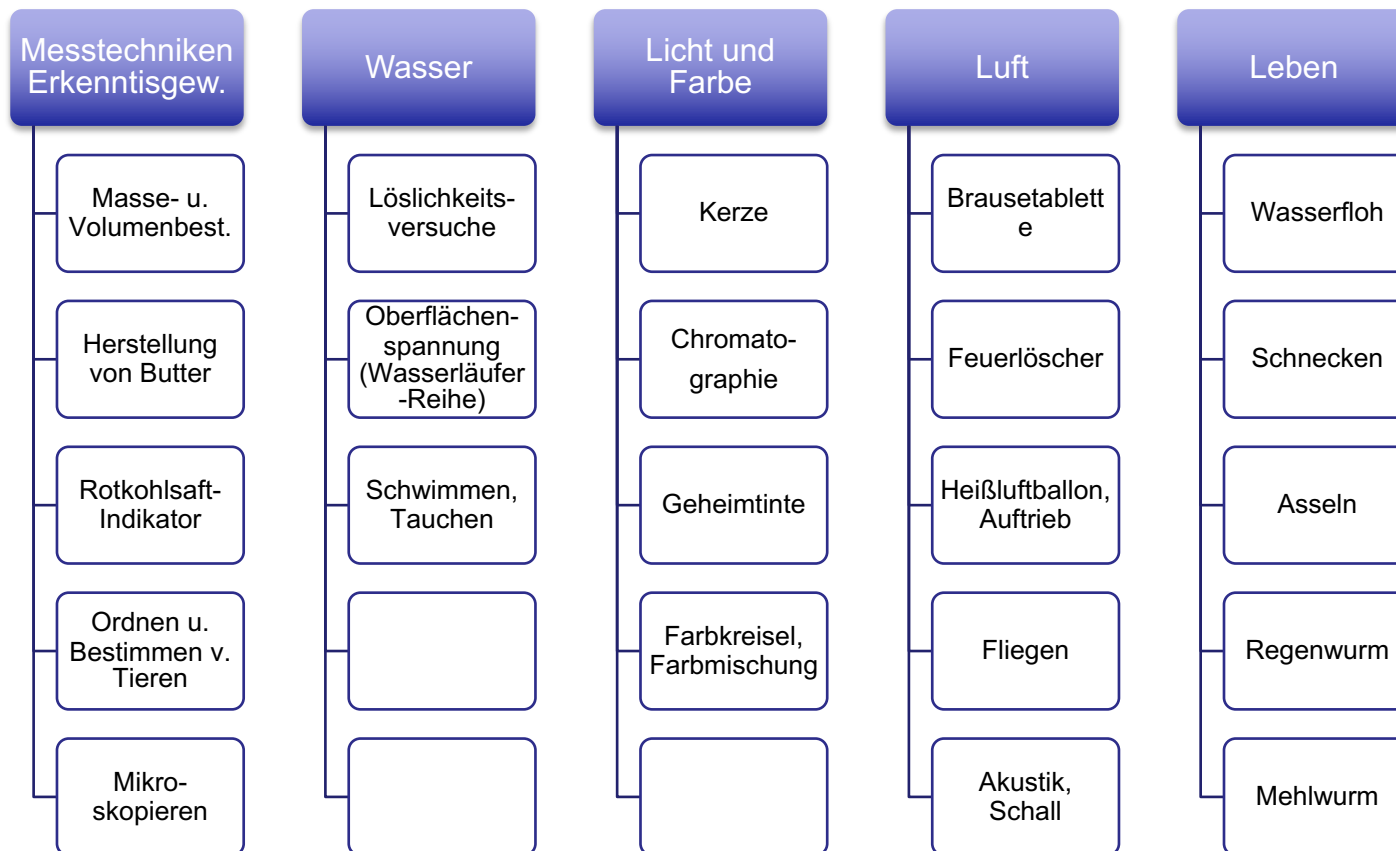 Messtechniken
Erkenntisgew.
Masse- u.
Volumenbest.
Herstellung
von Butter
Rotkohlsaft-
Indikator
Ordnen u.
Bestimmen v.
Tieren
Mikro-
skopieren
Wasser
Löslichkeits-
versuche
Oberflächen-
spannung
(Wasserläufer
-Reihe)
Schwimmen,
Tauchen
Licht und
Farbe
Kerze
Chromato-
graphie
Geheimtinte
Farbkreisel,
Farbmischung
Luft
Brausetablett
e
Feuerlöscher
Heißluftballon,
Auftrieb
Fliegen
Akustik,
Schall
Leben
Wasserfloh
Schnecken
Asseln
Regenwurm
Mehlwurm